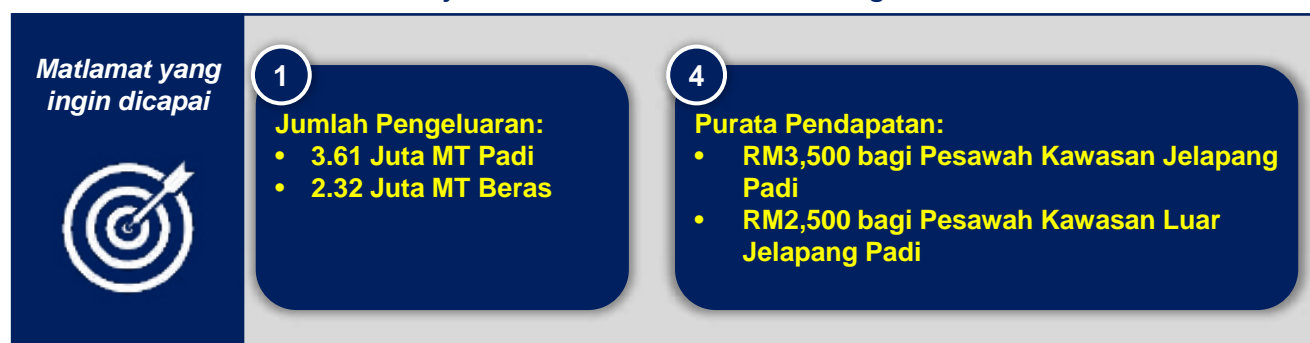 Matlamat yang
ingin dicapai
1
Jumlah Pengeluaran:
• 3.61 Juta MT Padi
• 2.32 Juta MT Beras
4
Purata Pendapatan:
• RM3,500 bagi Pesawah Kawasan Jelapang
Padi
• RM2,500 bagi Pesawah Kawasan Luar
Jelapang Padi